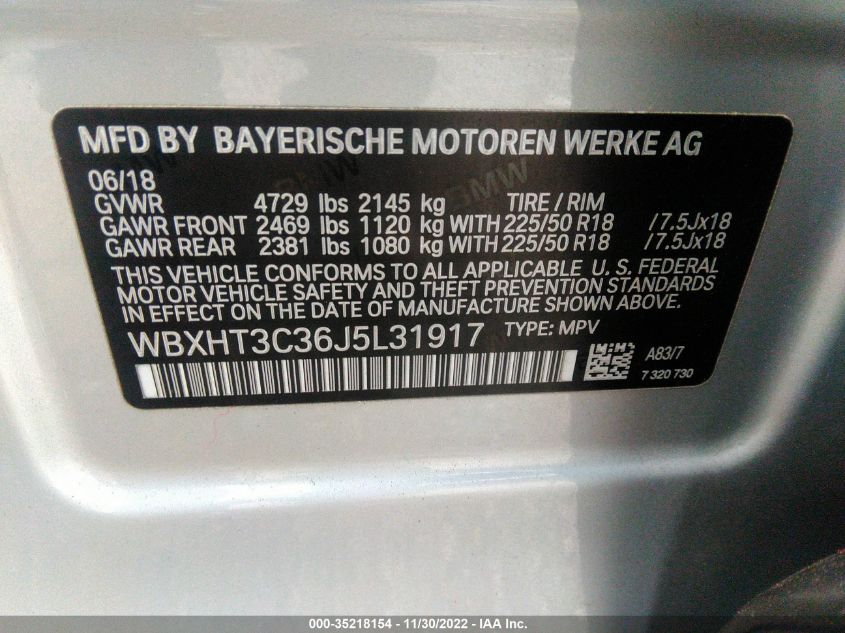 MFD BY BAYERISCHE MOTOREN WERKE AG
06/18
GVWR 4729 lbs 2145 kg TIRE / RIM
GAWR FRONT 2469 lbs 1120 kg WITH 225/50 R18 /7.5Jx18
GAWR REAR 2381 lbs 1080 kg WITH 225/50 R18 /7.5Jx18
THIS VEHICLE CONFORMS TO ALL APPLICABLE U. S. FEDERAL
MOTOR VEHICLE SAFETY AND THEFT PREVENTION STANDARDS
IN EFFECT ON THE DATE OF MANUFACTURE SHOWN ABOVE.
WBXHT3C36J5L31917 TYPE: MPV
A83/7
7 320 730
BMW
BMW
BMW
000-35218154 - 11/30/2022 - IAA Inc.